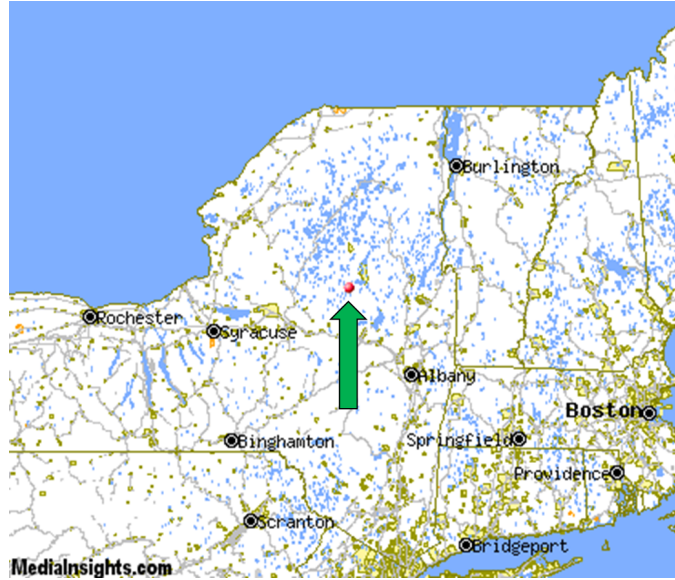 Burlington
Rochester
Syracuse
Albany
Boston
Binghamton
Springfield
Providence
Scranton
Bridgeport
MediaInsights.com